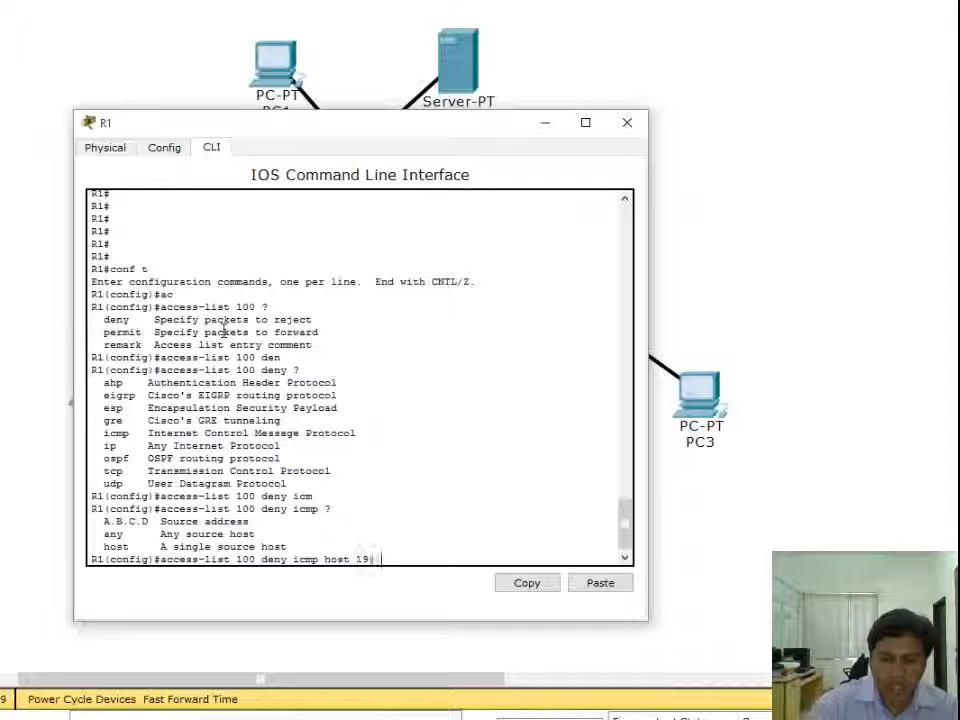 PC-PT
Server-PT
R1
Physical
Config
CLI
IOS Command Line Interface
R1#
R1#
R1#
R1#
R1#
R1#
R1#conf t
Enter configuration commands, one per line.  End with CNTL/Z.
R1(config)#ac
R1(config)#access-list 100 ?
deny Specify packets to reject
permit Specify packets to forward
remark Access list entry comment
R1(config)#access-list 100 den
R1(config)#access-list 100 deny ?
ahp Authentication Header Protocol
eigrp Cisco's EIGRP routing protocol
esp Encapsulation Security Payload
gre Cisco's GRE tunneling
icmp Internet Control Message Protocol
ip Any Internet Protocol
ospf OSPF routing protocol
tcp Transmission Control Protocol
udp User Datagram Protocol
R1(config)#access-list 100 deny icm
R1(config)#access-list 100 deny icmp ?
A.B.C.D Source address
any Any source host
host A single source host
R1(config)#access-list 100 deny icmp host 19
Copy
Paste
PC-PT
PC3
9
Power Cycle Devices Fast Forward Time